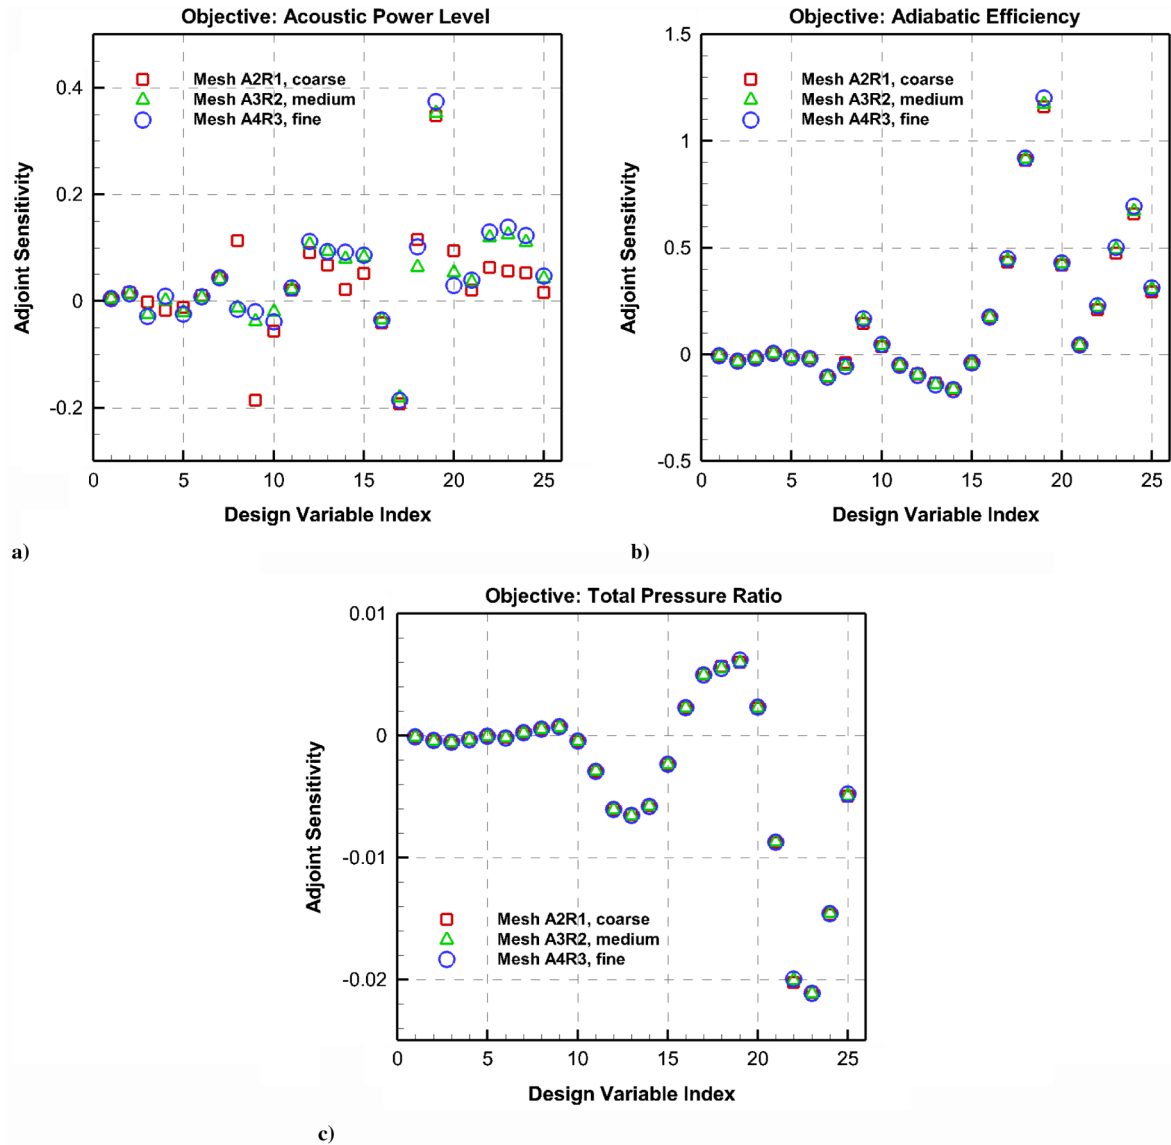 Objective: Acoustic Power Level
Mesh A2R1, coarse
Mesh A3R2, medium
Mesh A4R3, fine
0.4
0.2
0
-0.2
Adjoint Sensitivity
0 5 10 15 20 25
Design Variable Index
a)
Objective: Adiabatic Efficiency
Mesh A2R1, coarse
Mesh A3R2, medium
Mesh A4R3, fine
1.5
1
0.5
0
-0.5
Adjoint Sensitivity
0 5 10 15 20 25
Design Variable Index
b)
Objective: Total Pressure Ratio
0.01
0
-0.01
-0.02
Adjoint Sensitivity
Mesh A2R1, coarse
Mesh A3R2, medium
Mesh A4R3, fine
0 5 10 15 20 25
Design Variable Index
c)